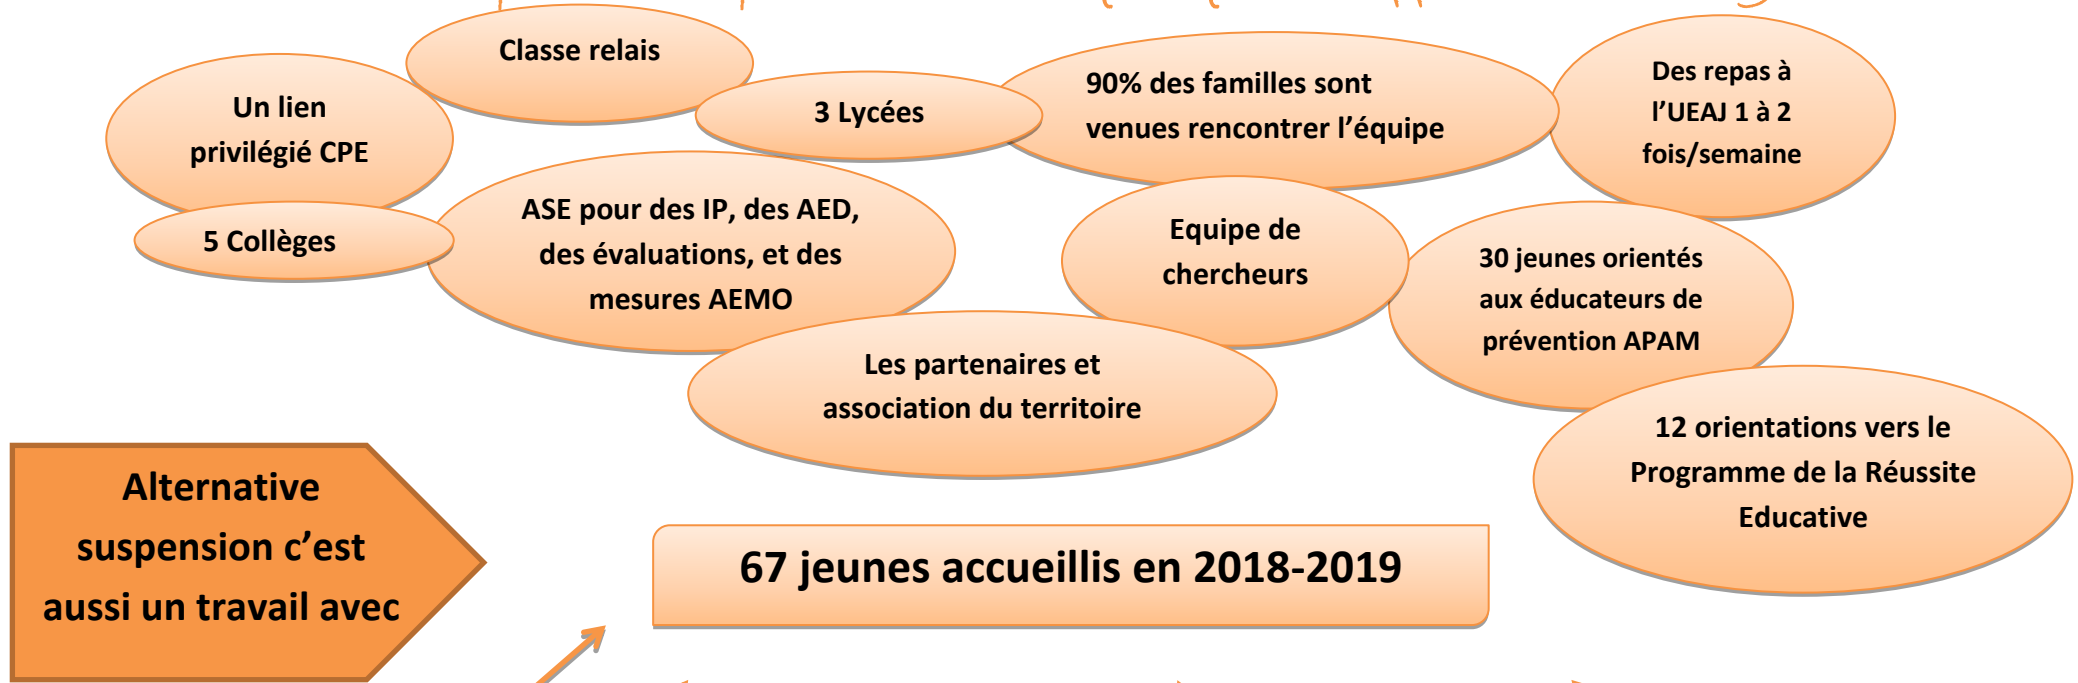 Classe relais
Un lien
privilégié CPE
3 Lycées
90% des familles sont
venues rencontrer l’équipe
Des repas à
l’UEAJ 1 à 2
fois/semaine
5 Collèges
ASE pour des IP, des AED,
des évaluations, et des
mesures AEMO
Equipe de
chercheurs
30 jeunes orientés
aux éducateurs de
prévention APAM
Les partenaires et
association du territoire
12 orientations vers le
Programme de la Réussite
Educative
Alternative
suspension c’est
aussi un travail avec
67 jeunes accueillis en 2018-2019